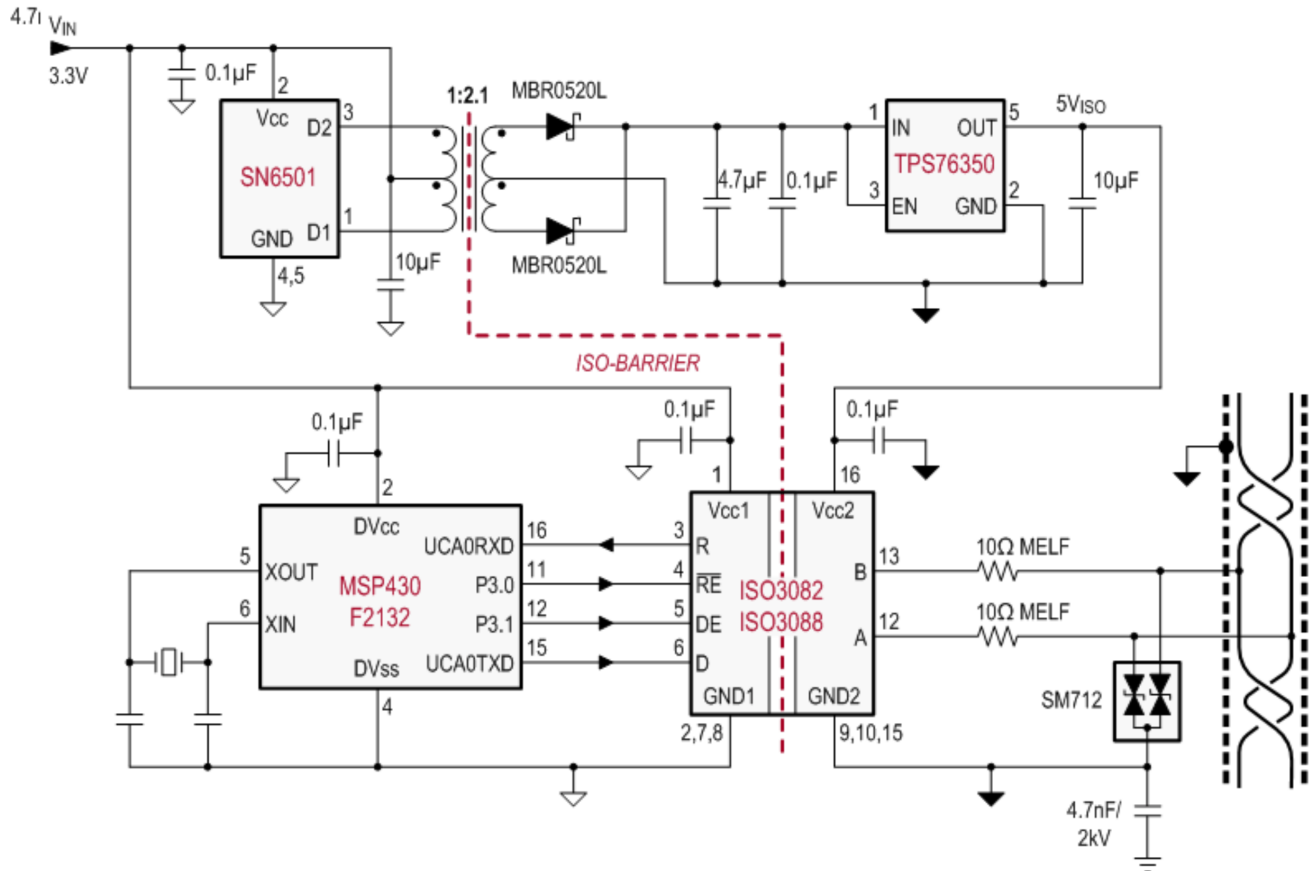 4.7
VIN
3.3V
0.1µF
2
Vcc
D2
3
SN6501
D1
1
GND
4,5
10µF
1:2.1
MBR0520L
MBR0520L
4.7µF
0.1µF
1
IN
OUT
5
TPS76350
3
EN
GND
2
5VISO
10µF
ISO-BARRIER
0.1µF
0.1µF
0.1µF
2
DVcc
5
XOUT
6
XIN
MSP430
F2132
UCA0RXD
16
P3.0
11
P3.1
12
UCA0TXD
15
DVss
4
1
16
Vcc1
Vcc2
3
R
4
RE
5
DE
6
D
ISO3082
ISO3088
B
13
A
12
GND1
GND2
2,7,8
9,10,15
10Ω MELF
10Ω MELF
SM712
4.7nF/
2kV